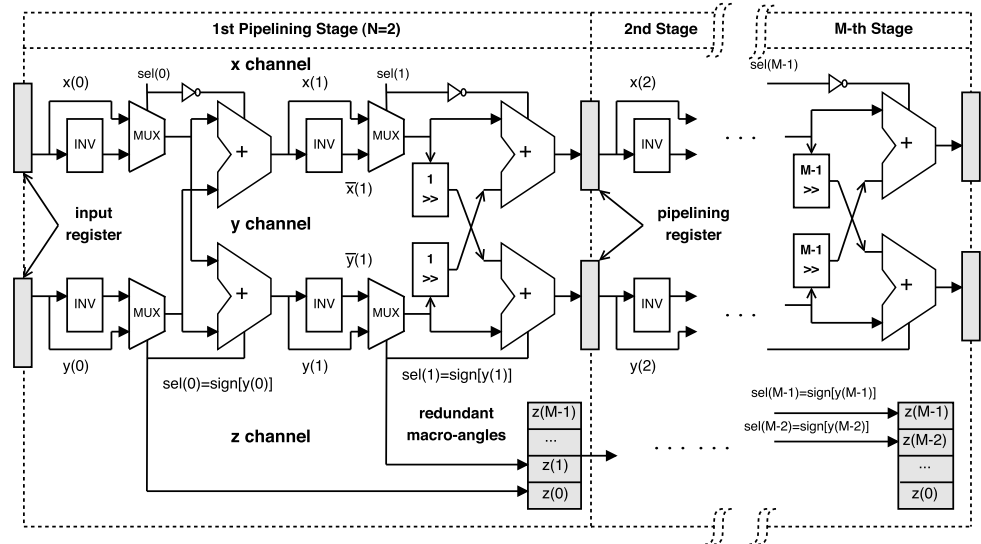 1st Pipelining Stage (N=2)
2nd Stage
M-th Stage
x channel
x(0)
sel(0)
x(1)
sel(1)
x(2)
sel(M-1)
INV
MUX
+
INV
MUX
+
INV
. . .
+
x̅(1)
1
>>
M-1
>>
input
register
y channel
pipelining
register
y̅(1)
1
>>
M-1
>>
INV
MUX
+
INV
MUX
+
INV
. . .
+
y(0)
sel(0)=sign[y(0)]
y(1)
sel(1)=sign[y(1)]
y(2)
z channel
redundant
macro-angles
z(M-1)
...
z(1)
z(0)
. . . . . .
sel(M-1)=sign[y(M-1)]
sel(M-2)=sign[y(M-2)]
z(M-1)
z(M-2)
...
z(0)